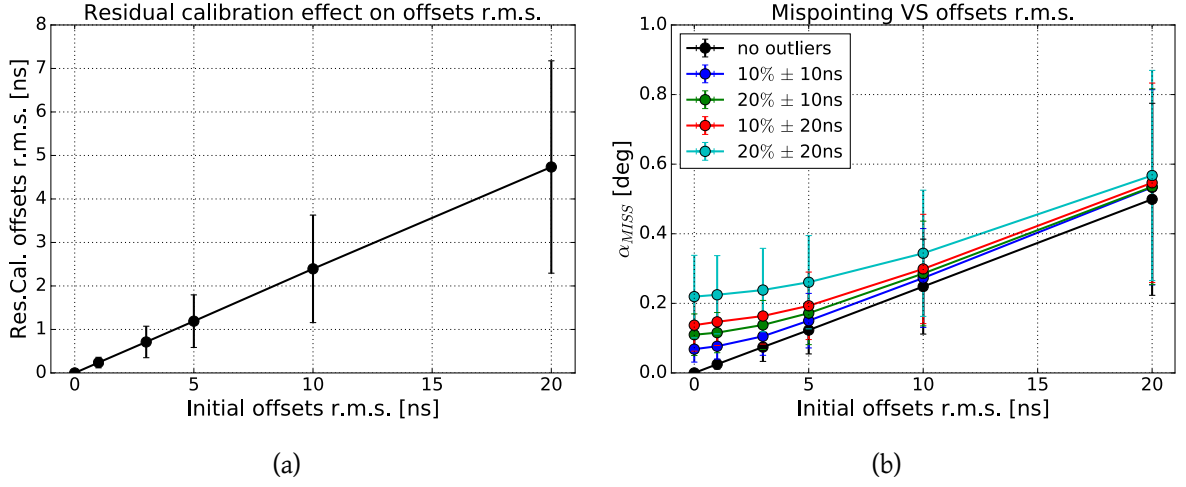 Residual calibration effect on offsets r.m.s.
8
7
6
5
4
3
2
1
0
Res.Cal. offsets r.m.s. [ns]
0 5 10 15 20
Initial offsets r.m.s. [ns]
(a)
Mispointing VS offsets r.m.s.
1.0
0.8
0.6
0.4
0.2
0.0
α_MISS [deg]
no outliers
10% ± 10ns
20% ± 10ns
10% ± 20ns
20% ± 20ns
0 5 10 15 20
Initial offsets r.m.s. [ns]
(b)